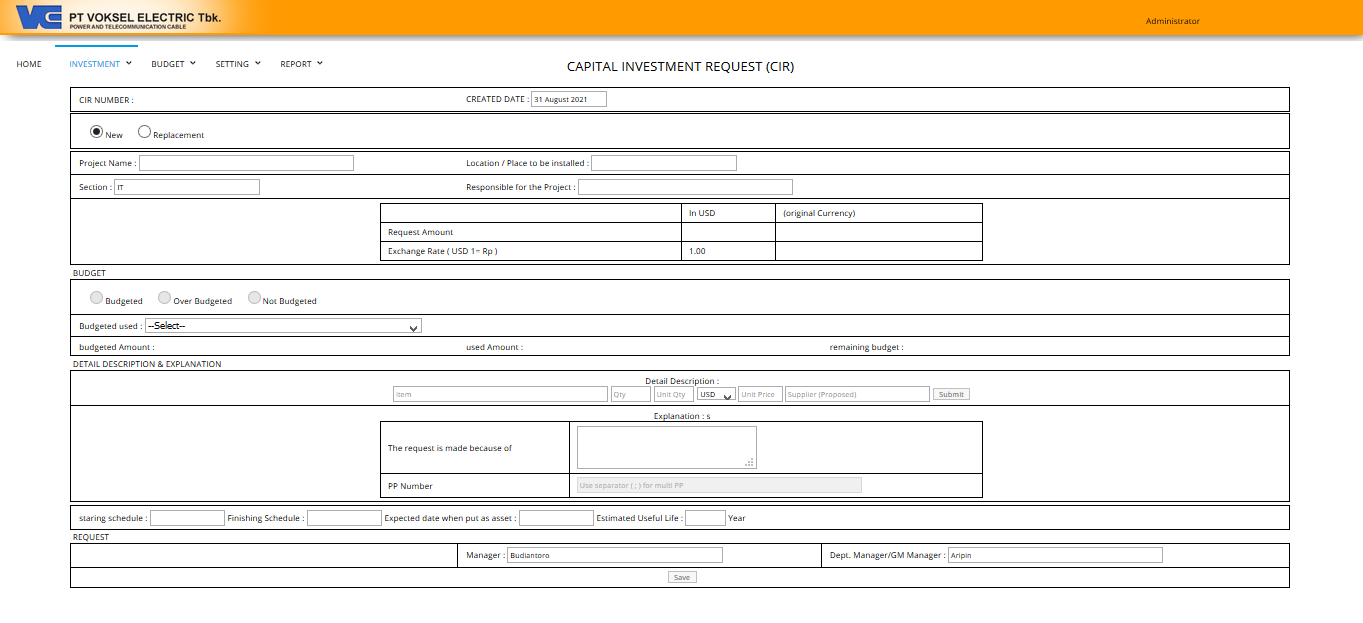 PT VOKSEL ELECTRIC Tbk.
POWER AND TELECOMMUNICATION CABLE
Administrator
HOME INVESTMENT BUDGET SETTING REPORT
CAPITAL INVESTMENT REQUEST (CIR)
CIR NUMBER : CREATED DATE : 31 August 2021
New Replacement
Project Name : Location / Place to be installed :
Section : IT Responsible for the Project :
In USD (original Currency)
Request Amount
Exchange Rate ( USD 1= Rp ) 1.00
BUDGET
Budgeted Over Budgeted Not Budgeted
Budgeted used : --Select--
budgeted Amount : used Amount : remaining budget :
DETAIL DESCRIPTION & EXPLANATION
Detail Description :
Item Qty Unit Qty USD Unit Price Supplier (Proposed) Submit
Explanation : s
The request is made because of
PP Number Use separator ( ; ) for multi PP
staring schedule : Finishing Schedule : Expected date when put as asset : Estimated Useful Life : Year
REQUEST
Manager : Budiantoro Dept. Manager/GM Manager : Aripin
Save